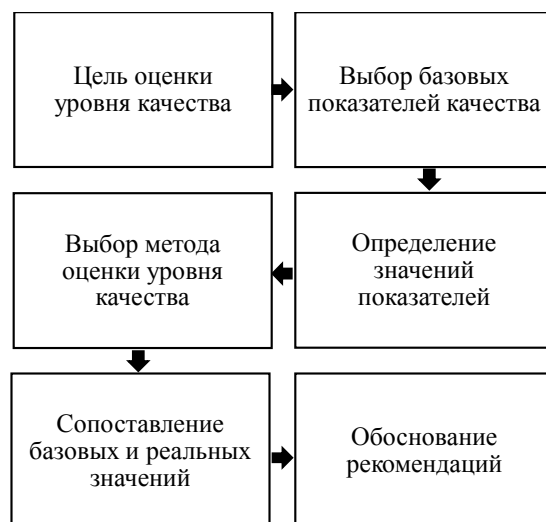 Цель оценки
уровня качества
Выбор базовых
показателей качества
Определение
значений
показателей
Выбор метода
оценки уровня
качества
Сопоставление
базовых и реальных
значений
Обоснование
рекомендаций